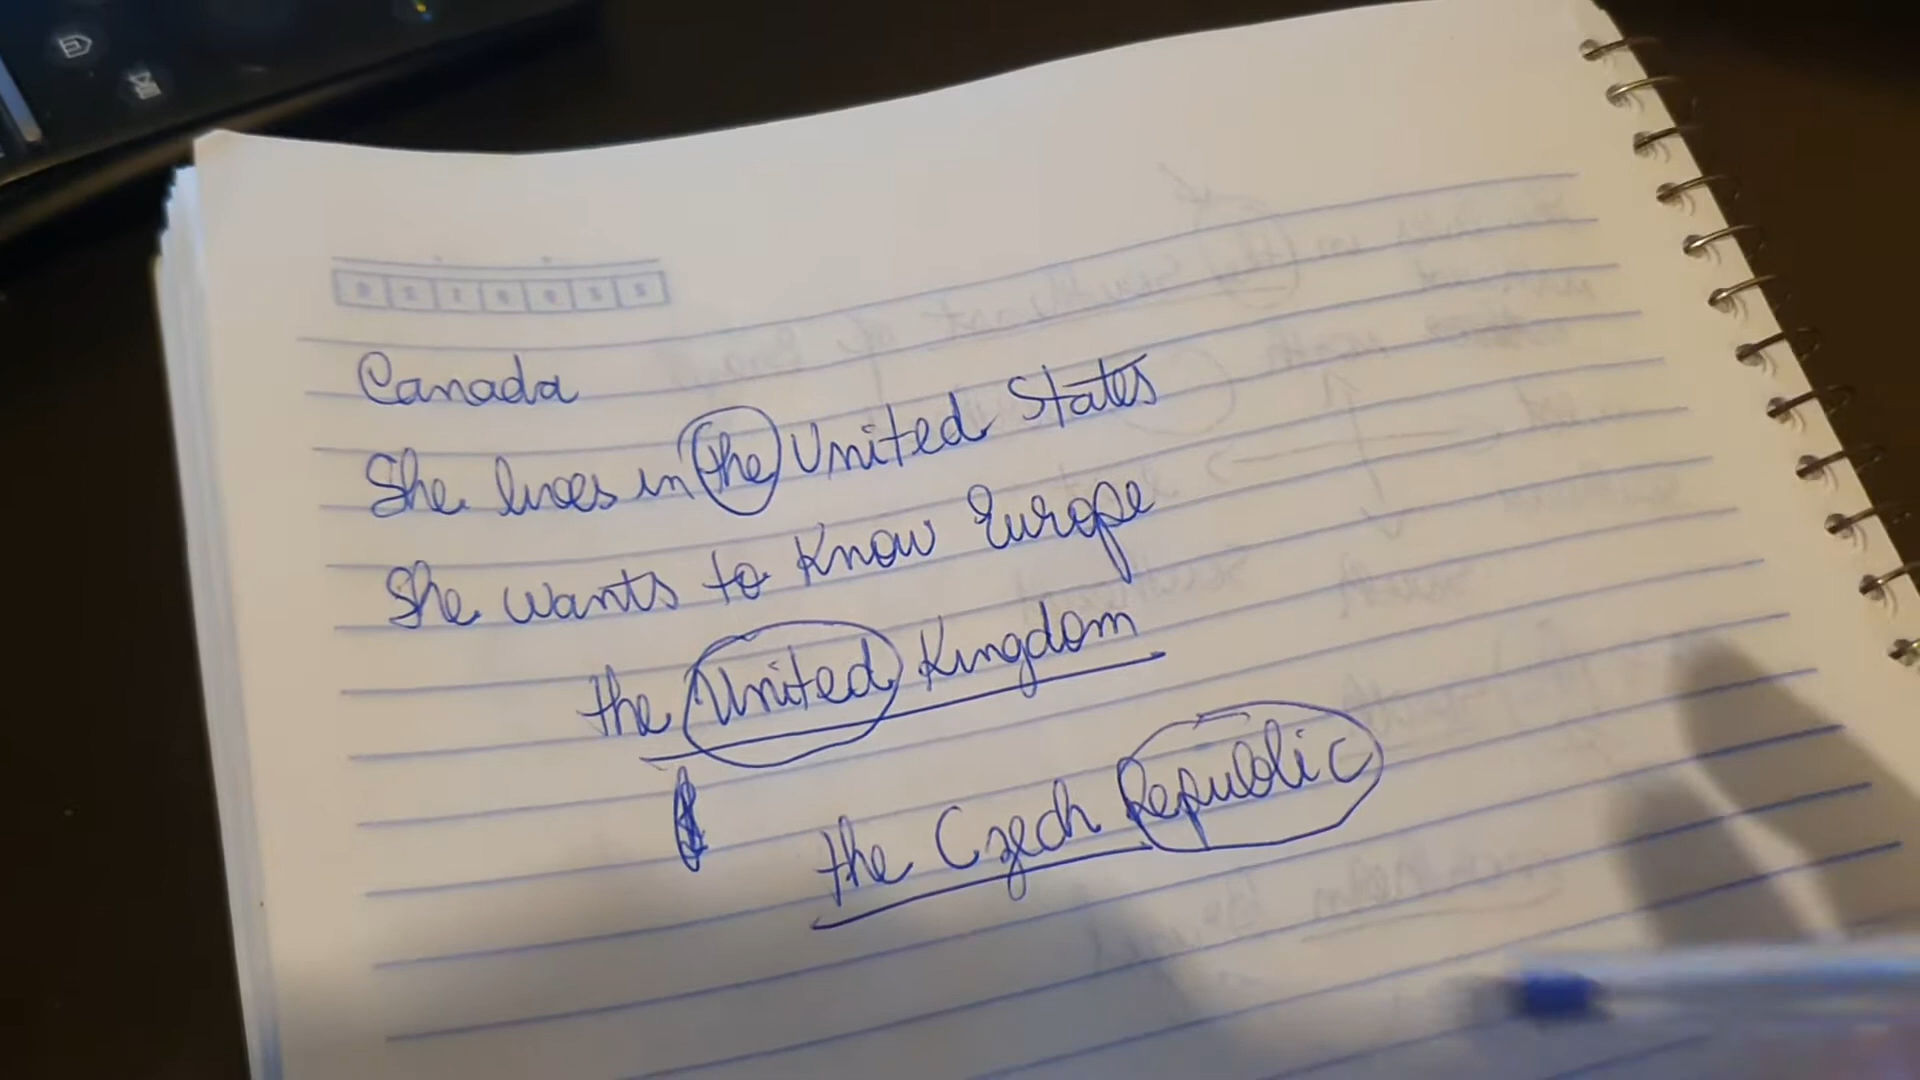 Canada
She lives in the United States
She wants to know Europe
the United Kingdom
the Czech Republic